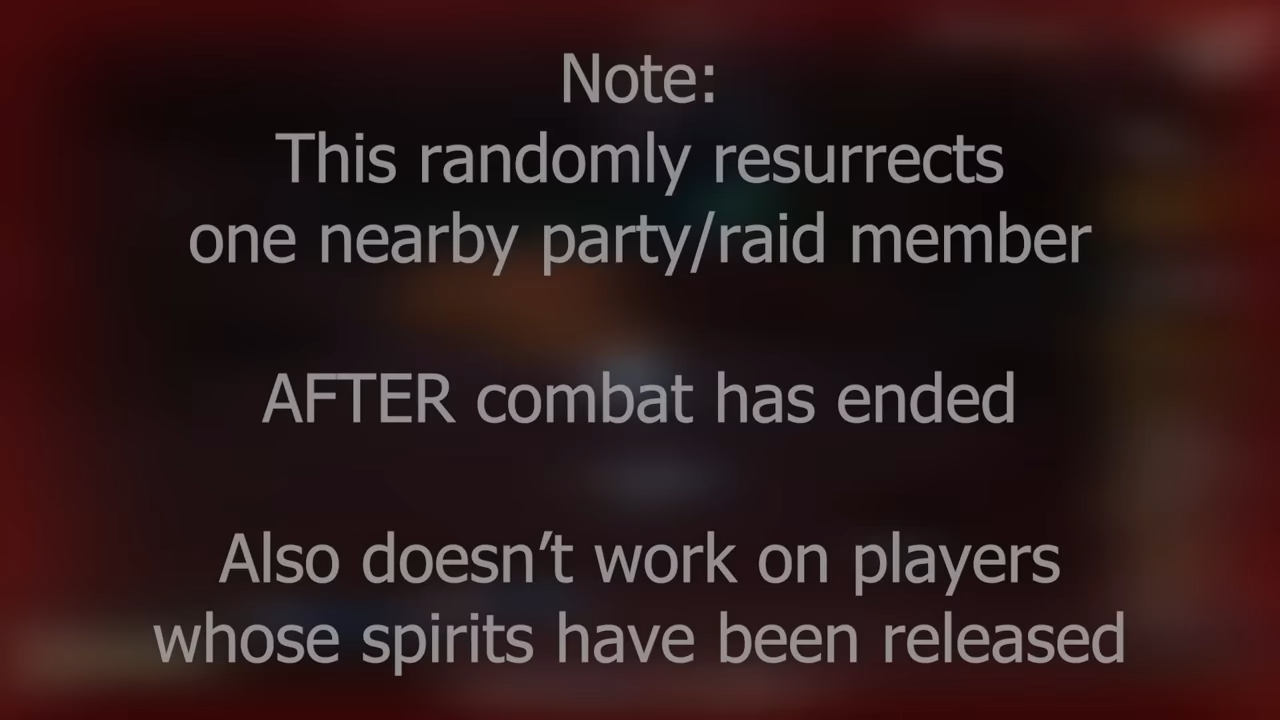 Note:
This randomly resurrects
one nearby party/raid member
AFTER combat has ended
Also doesn’t work on players
whose spirits have been released